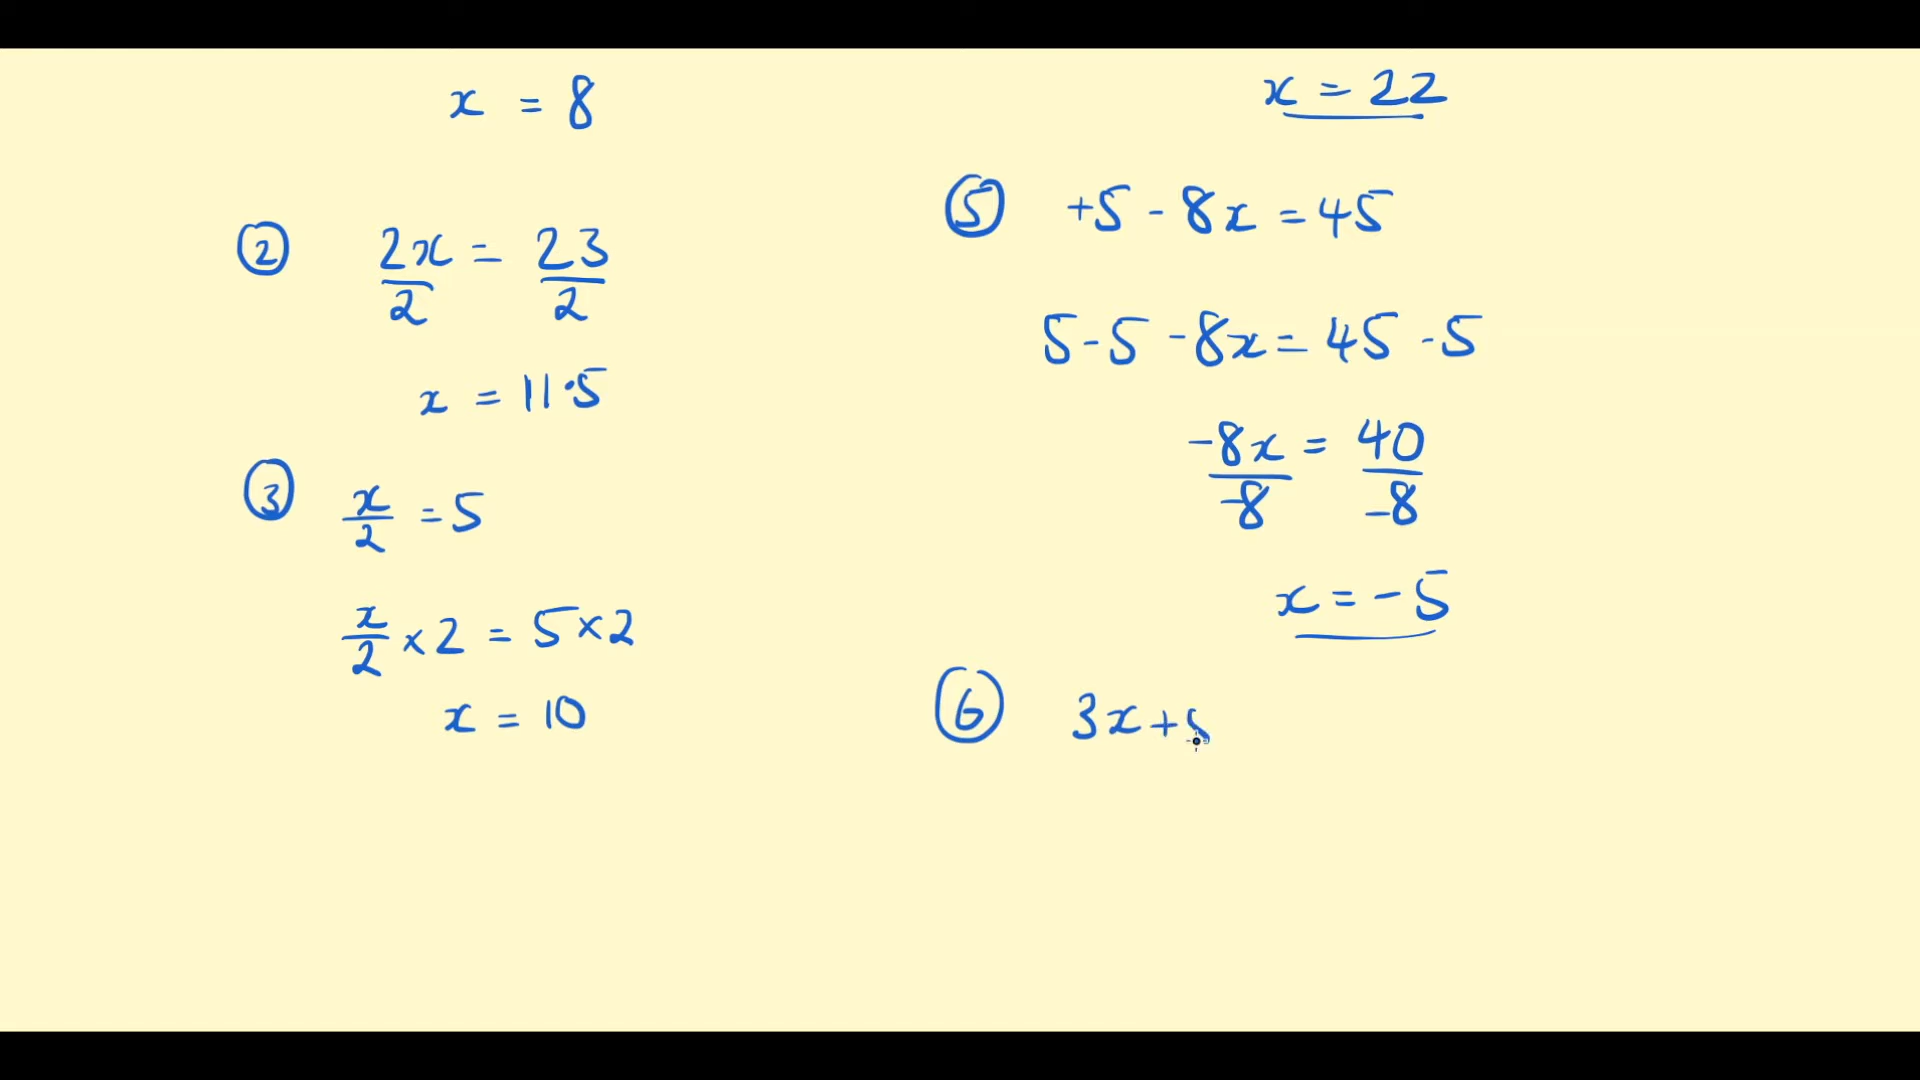 x = 8
② 2x/2 = 23/2
x = 11·5
③ x/2 = 5
x/2 × 2 = 5 × 2
x = 10
x = 22
⑤ +5 - 8x = 45
5 - 5 - 8x = 45 - 5
-8x/-8 = 40/-8
x = -5
⑥ 3x +